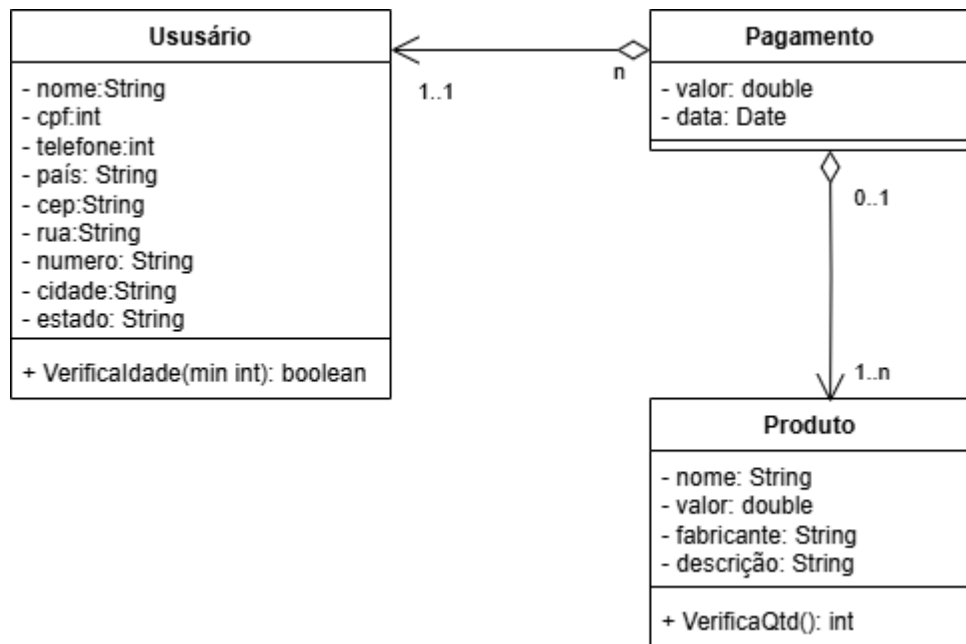 Ususário
- nome:String
- cpf:int
- telefone:int
- país: String
- cep:String
- rua:String
- numero: String
- cidade:String
- estado: String
+ VerificaIdade(min int): boolean
1..1
n
Pagamento
- valor: double
- data: Date
0..1
1..n
Produto
- nome: String
- valor: double
- fabricante: String
- descrição: String
+ VerificaQtd(): int